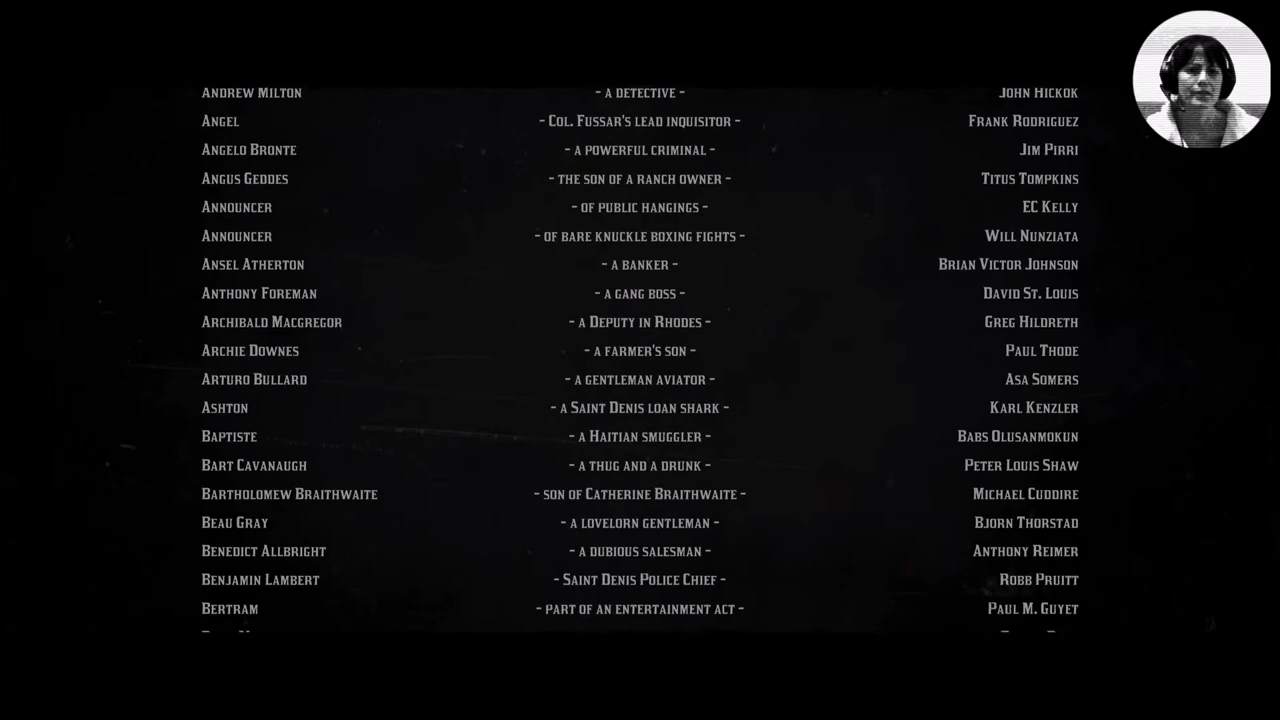 ANDREW MILTON - A DETECTIVE - JOHN HICKOK
ANGEL - COL. FUSSAR'S LEAD INQUISITOR - FRANK RODRIGUEZ
ANGELO BRONTE - A POWERFUL CRIMINAL - JIM PIRRI
ANGUS GEDDES - THE SON OF A RANCH OWNER - TITUS TOMPKINS
ANNOUNCER - OF PUBLIC HANGINGS - EC KELLY
ANNOUNCER - OF BARE KNUCKLE BOXING FIGHTS - WILL NUNZIATA
ANSEL ATHERTON - A BANKER - BRIAN VICTOR JOHNSON
ANTHONY FOREMAN - A GANG BOSS - DAVID ST. LOUIS
ARCHIBALD MACGREGOR - A DEPUTY IN RHODES - GREG HILDRETH
ARCHIE DOWNES - A FARMER'S SON - PAUL THODE
ARTURO BULLARD - A GENTLEMAN AVIATOR - ASA SOMERS
ASHTON - A SAINT DENIS LOAN SHARK - KARL KENZLER
BAPTISTE - A HAITIAN SMUGGLER - BABS OLUSANMOKUN
BART CAVANAUGH - A THUG AND A DRUNK - PETER LOUIS SHAW
BARTHOLOMEW BRAITHWAITE - SON OF CATHERINE BRAITHWAITE - MICHAEL CUDDIRE
BEAU GRAY - A LOVELORN GENTLEMAN - BJORN THORSTAD
BENEDICT ALLBRIGHT - A DUBIOUS SALESMAN - ANTHONY REIMER
BENJAMIN LAMBERT - SAINT DENIS POLICE CHIEF - ROBB PRUITT
BERTRAM - PART OF AN ENTERTAINMENT ACT - PAUL M. GUYET